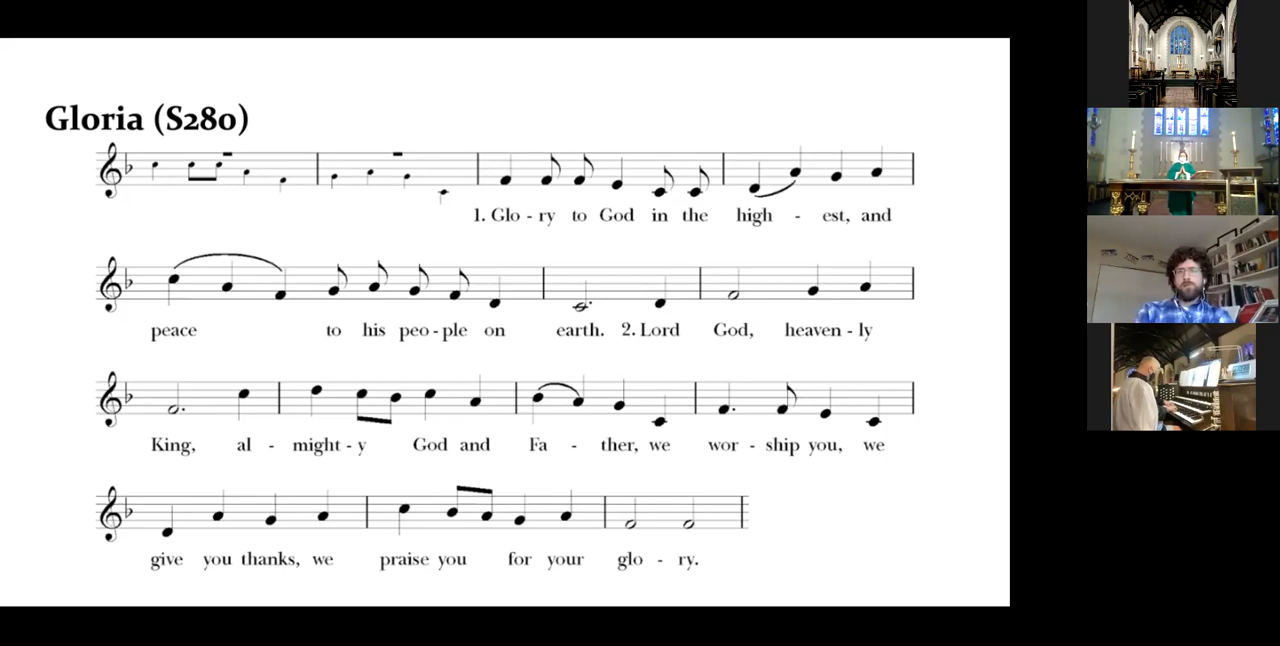 Gloria (S280)
1. Glo - ry to God in the high - est, and
peace to his peo - ple on earth. 2. Lord God, heaven - ly
King, al - might - y God and Fa - ther, we wor - ship you, we
give you thanks, we praise you for your glo - ry.